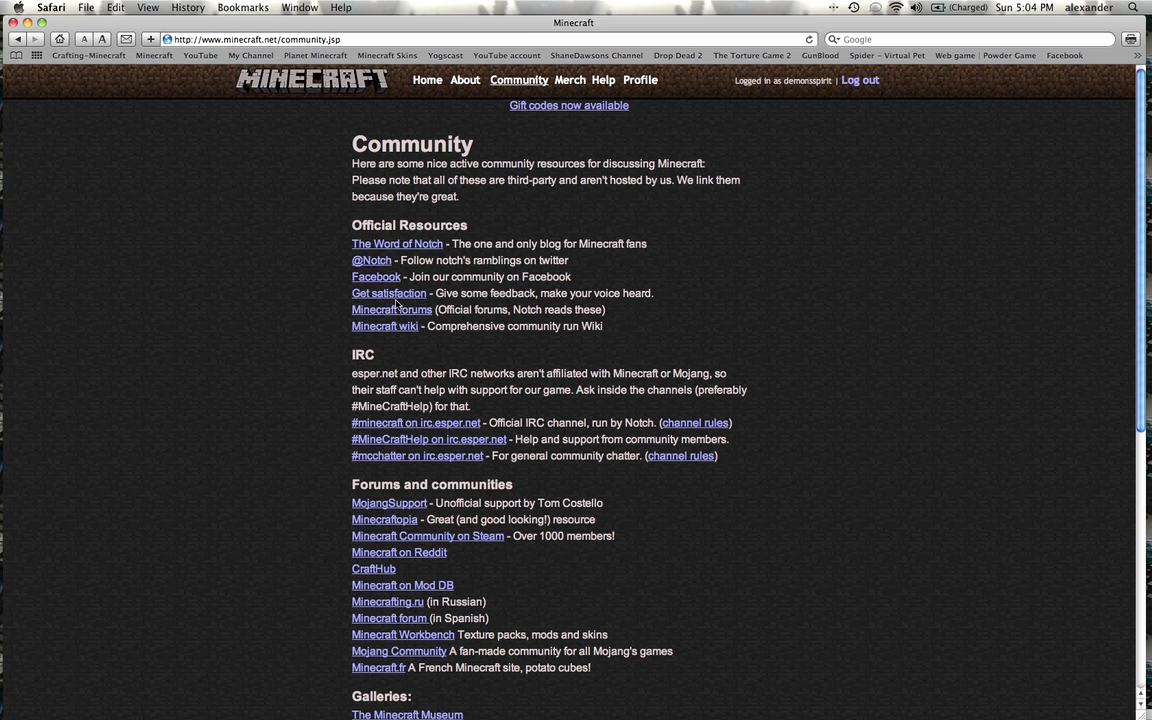 Safari File Edit View History Bookmarks Window Help (Charged) Sun 5:04 PM alexander
Minecraft
A A http://www.minecraft.net/community.jsp Google
Crafting-Minecraft YouTube My Channel Planet Minecraft Minecraft Skins Yogscast YouTube account ShaneDawsons Channel Drop Dead 2 The Torture Game 2 GunBlood Spider - Virtual Pet Web game | Powder Game Facebook
MINECRAFT Home About Community Merch Help Profile Logged in as demonsspirit | Log out
Gift codes now available
Community
Here are some nice active community resources for discussing Minecraft:
Please note that all of these are third-party and aren't hosted by us. We link them
because they're great.
Official Resources
The Word of Notch - The one and only blog for Minecraft fans
@Notch - Follow notch's ramblings on twitter
Facebook - Join our community on Facebook
Get satisfaction - Give some feedback, make your voice heard.
Minecraft forums (Official forums, Notch reads these)
Minecraft wiki - Comprehensive community run Wiki
IRC
esper.net and other IRC networks aren't affiliated with Minecraft or Mojang, so
their staff can't help with support for our game. Ask inside the channels (preferably
#MineCraftHelp) for that.
#minecraft on irc.esper.net - Official IRC channel, run by Notch. (channel rules)
#MineCraftHelp on irc.esper.net - Help and support from community members.
#mcchatter on irc.esper.net - For general community chatter. (channel rules)
Forums and communities
MojangSupport - Unofficial support by Tom Costello
Minecraftopia - Great (and good looking!) resource
Minecraft Community on Steam - Over 1000 members!
Minecraft on Reddit
CraftHub
Minecraft on Mod DB
Minecrafting.ru (in Russian)
Minecraft forum (in Spanish)
Minecraft Workbench Texture packs, mods and skins
Mojang Community A fan-made community for all Mojang's games
Minecraft.fr A French Minecraft site, potato cubes!
Galleries:
The Minecraft Museum